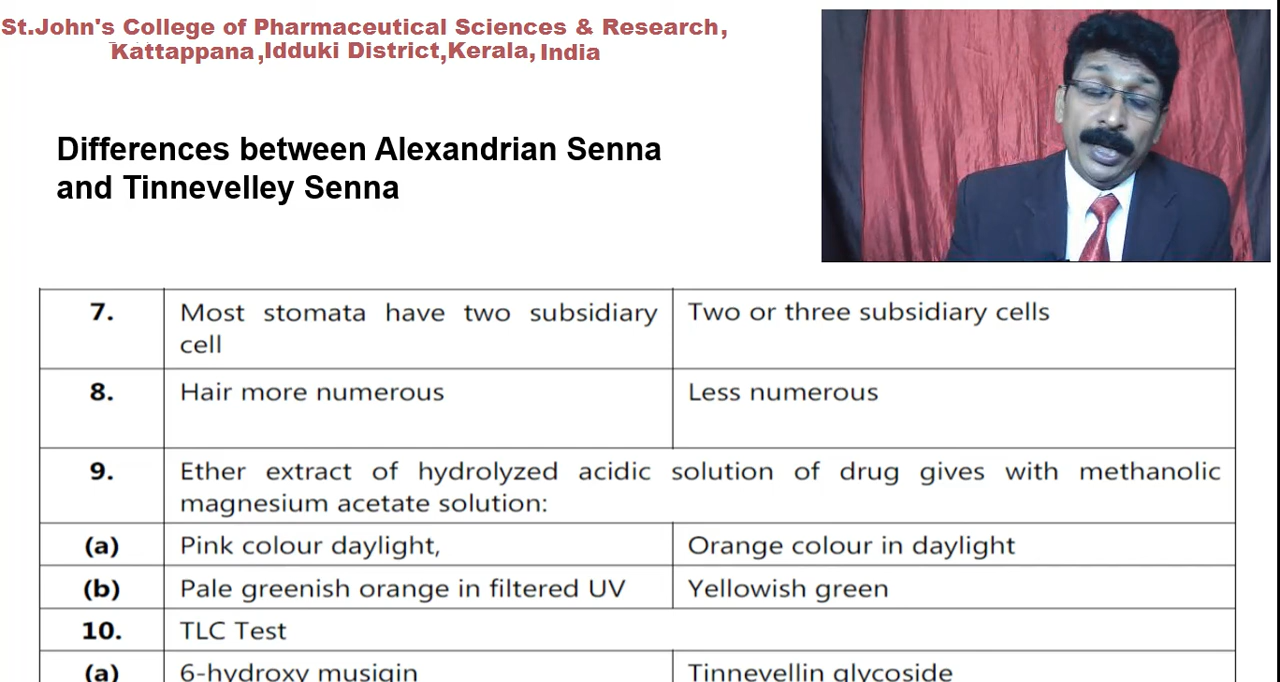 St.John's College of Pharmaceutical Sciences & Research,
Kattappana,Idduki District,Kerala, India
Differences between Alexandrian Senna
and Tinnevelley Senna
7. Most stomata have two subsidiary cell Two or three subsidiary cells
8. Hair more numerous Less numerous
9. Ether extract of hydrolyzed acidic solution of drug gives with methanolic
magnesium acetate solution:
(a) Pink colour daylight, Orange colour in daylight
(b) Pale greenish orange in filtered UV Yellowish green
10. TLC Test
(a) 6-hydroxy musigin Tinnevellin glycoside